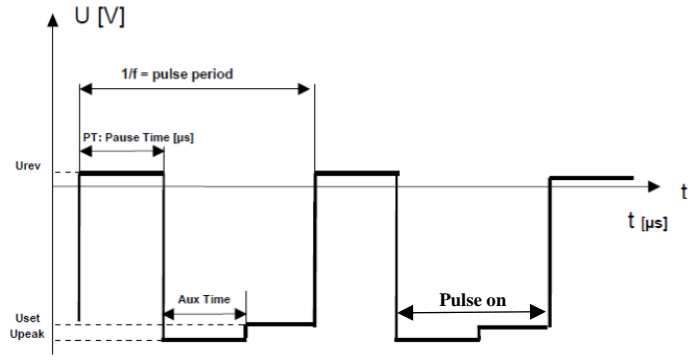 U [V]
1/f = pulse period
PT: Pause Time [µs]
Urev
t
t [µs]
Aux Time
Pulse on
Uset
Upeak